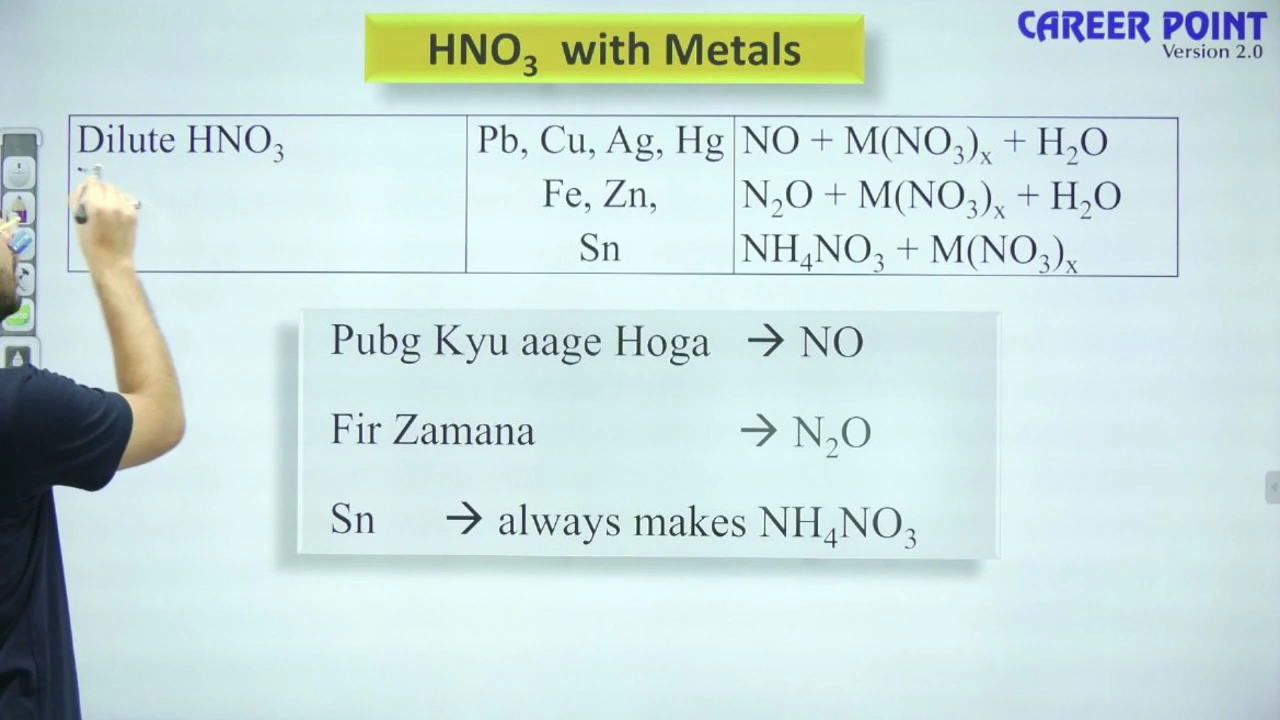 HNO₃ with Metals
CAREER POINT
Version 2.0
Dilute HNO₃
Pb, Cu, Ag, Hg
NO + M(NO₃)ₓ + H₂O
Fe, Zn,
N₂O + M(NO₃)ₓ + H₂O
Sn
NH₄NO₃ + M(NO₃)ₓ
Pubg Kyu aage Hoga → NO
Fir Zamana → N₂O
Sn → always makes NH₄NO₃